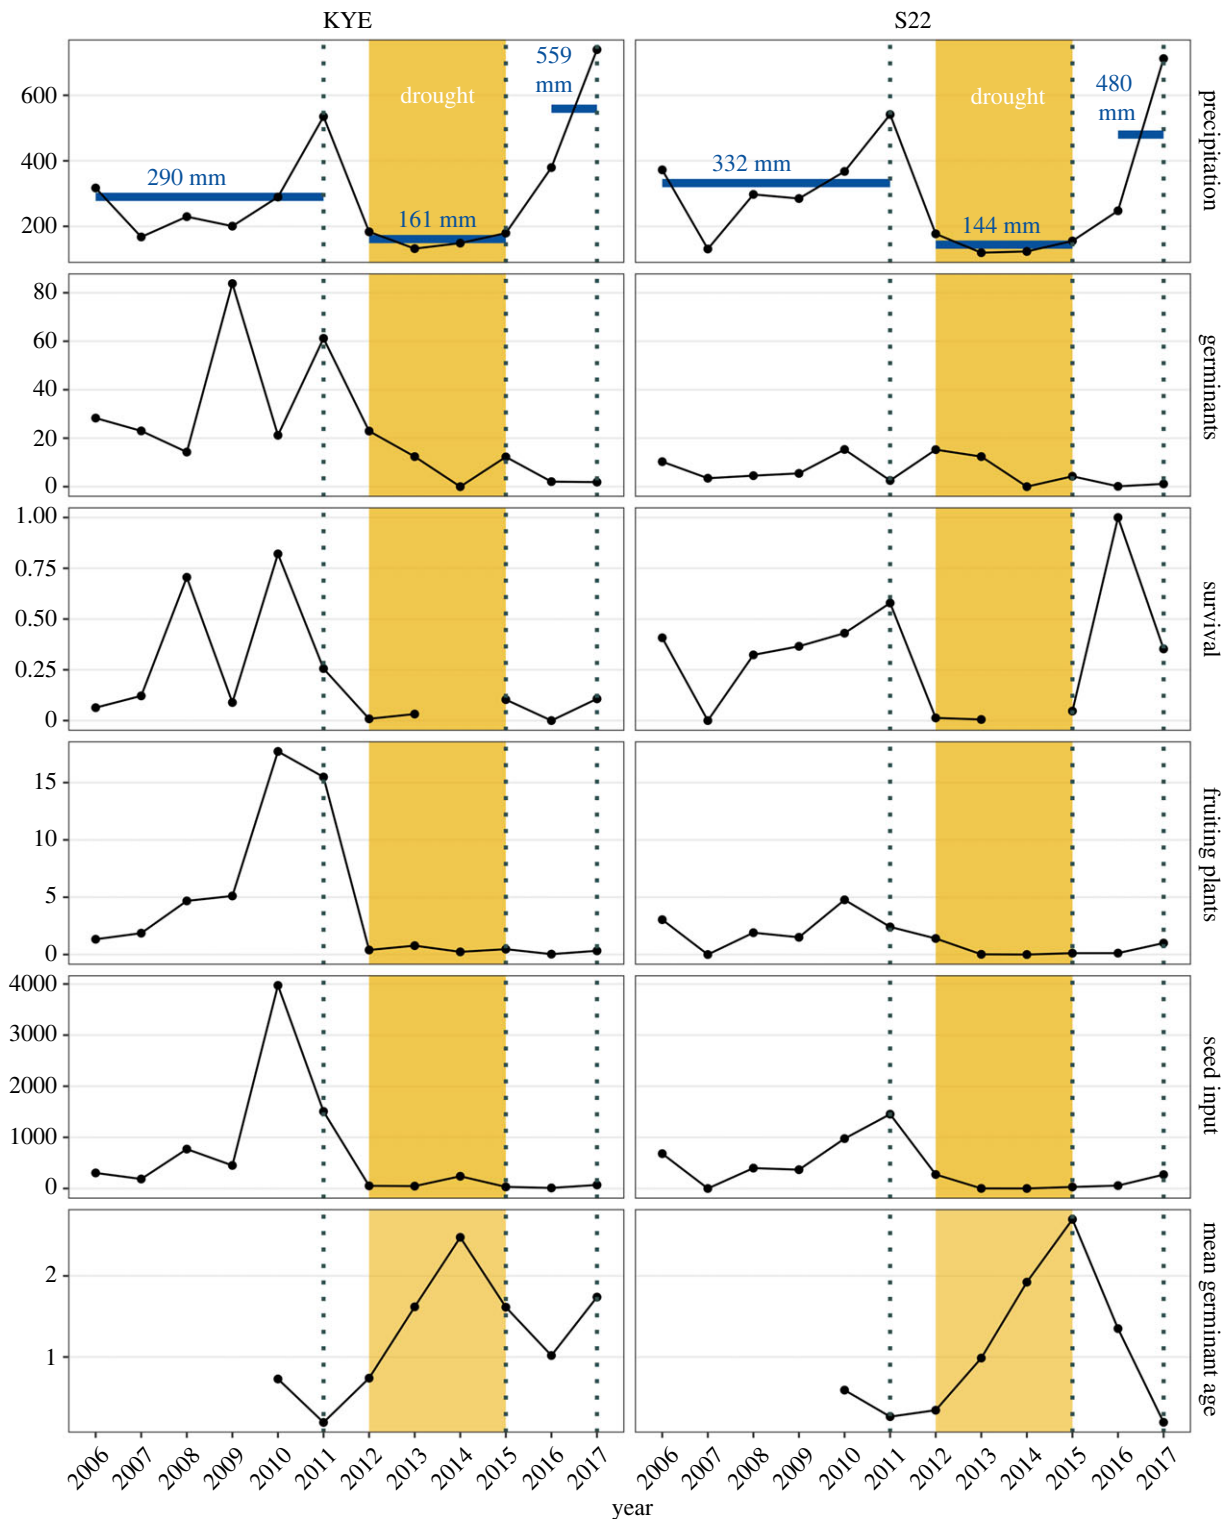 KYE S22
600
400
200
290 mm
drought
161 mm
559
mm
332 mm
drought
144 mm
480
mm
precipitation
80
60
40
20
0
germinants
1.00
0.75
0.50
0.25
0
survival
15
10
5
0
fruiting plants
4000
3000
2000
1000
0
seed input
2
1
mean germinant age
2006 2007 2008 2009 2010 2011 2012 2013 2014 2015 2016 2017 2006 2007 2008 2009 2010 2011 2012 2013 2014 2015 2016 2017
year